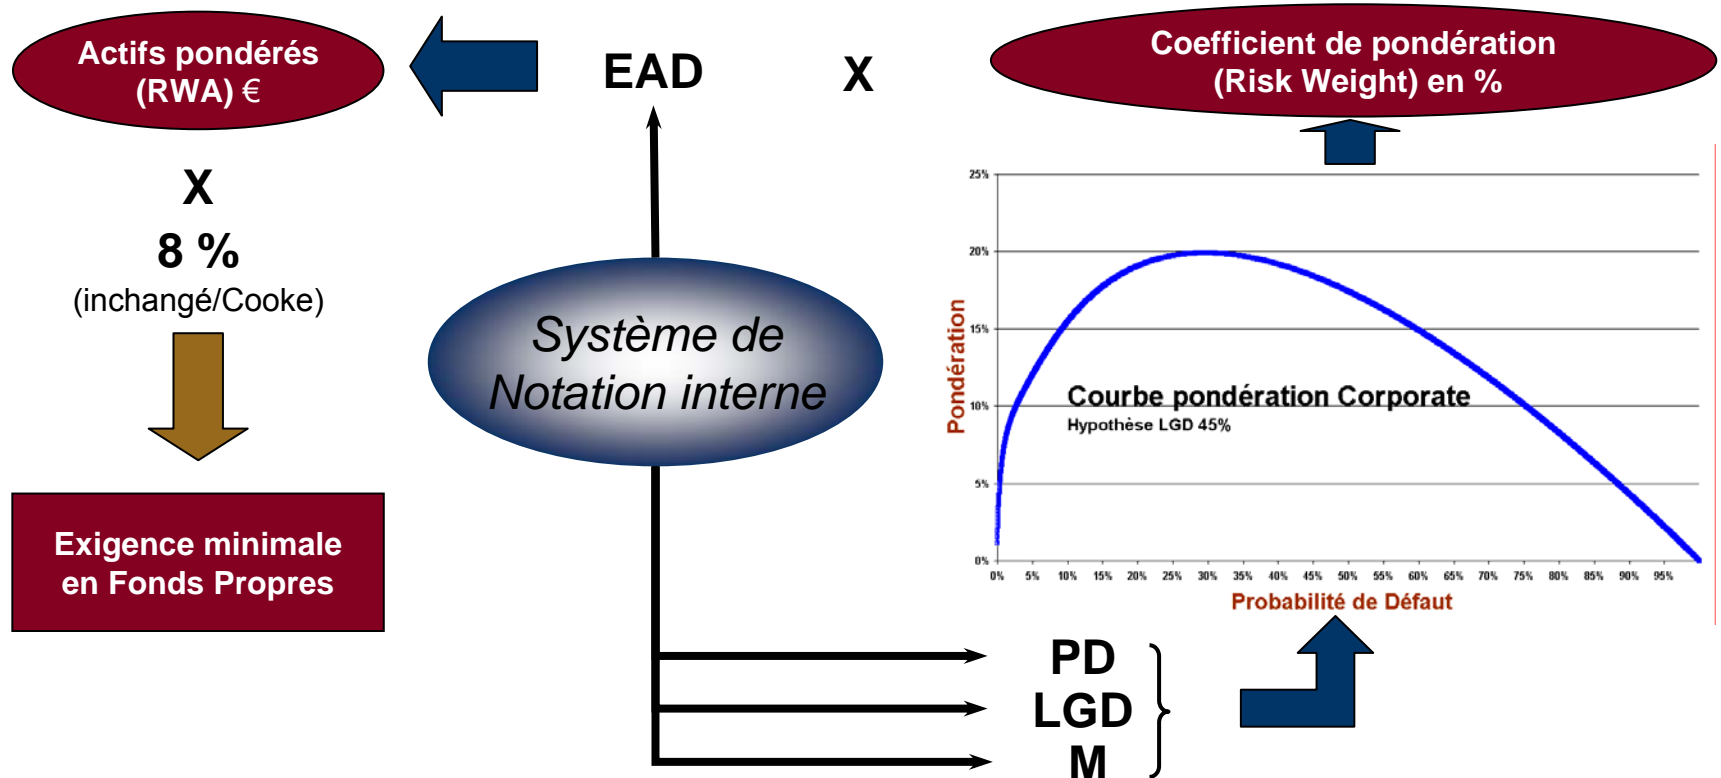 Actifs pondérés
(RWA) €
EAD
X
Coefficient de pondération
(Risk Weight) en %
X
8 %
(inchangé/Cooke)
Exigence minimale
en Fonds Propres
Système de
Notation interne
25%
20%
15%
10%
5%
0%
Pondération
Courbe pondération Corporate
Hypothèse LGD 45%
0% 5% 10% 15% 20% 25% 30% 35% 40% 45% 50% 55% 60% 65% 70% 75% 80% 85% 90% 95%
Probabilité de Défaut
PD
LGD
M